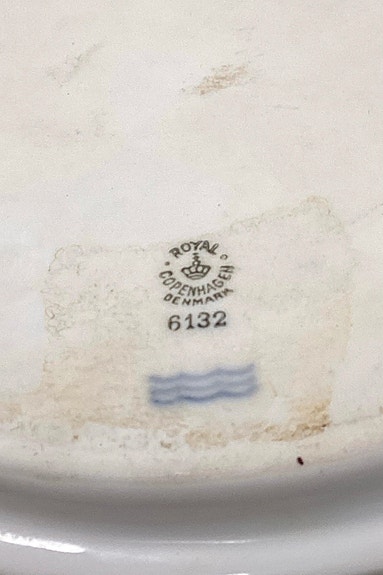 ROYAL
COPENHAGEN
DENMARK
6132